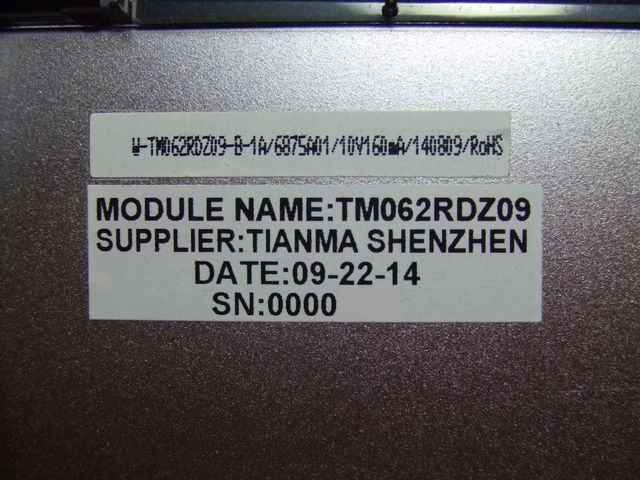 W-TM062RDZ09-B-1A/6875A01/10V160mA/140809/RoHS
MODULE NAME:TM062RDZ09
SUPPLIER:TIANMA SHENZHEN
DATE:09-22-14
SN:0000